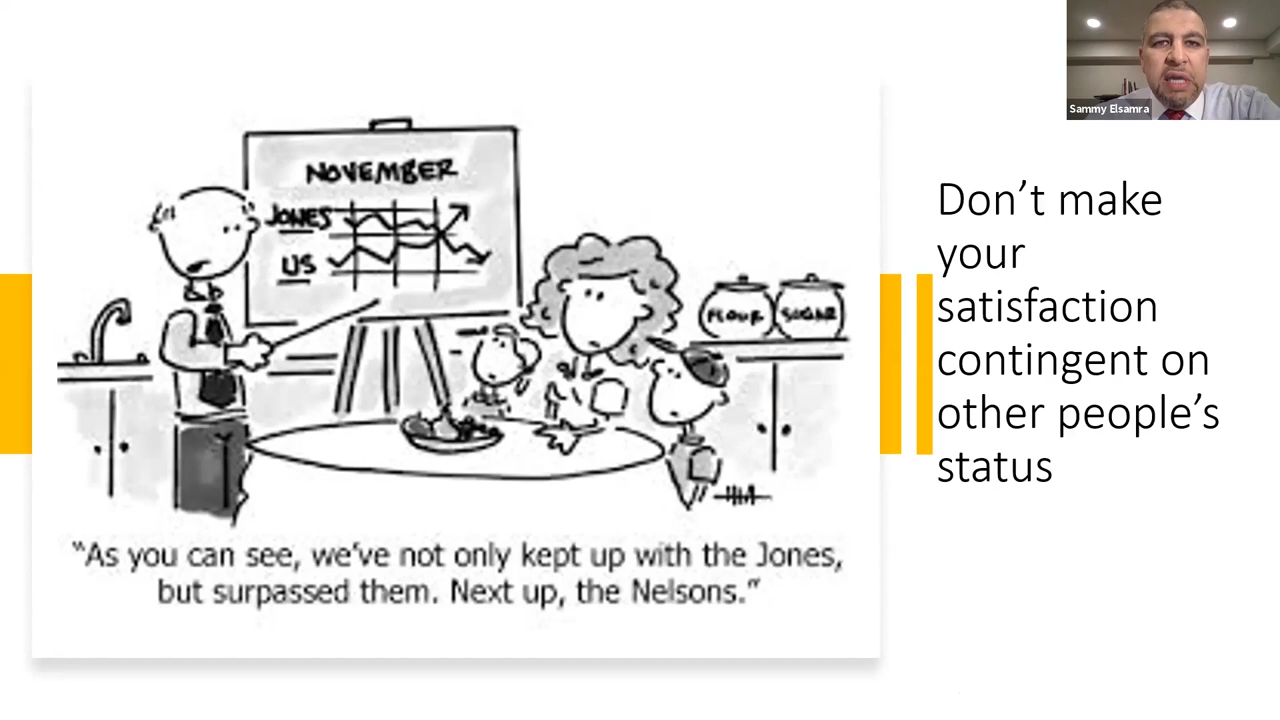 Sammy Elsamra
NOVEMBER
JONES
US
FLOUR
SUGAR
"As you can see, we've not only kept up with the Jones,
but surpassed them. Next up, the Nelsons."
Don't make
your
satisfaction
contingent on
other people's
status